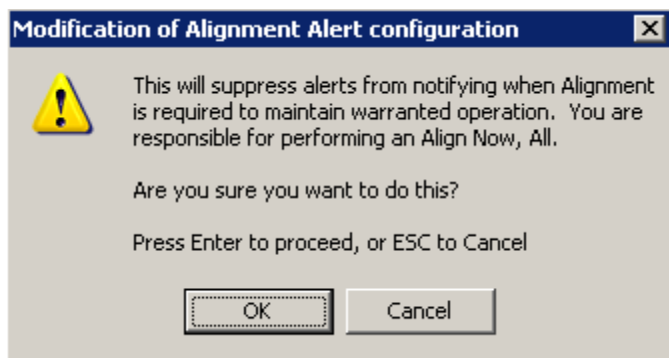 Modification of Alignment Alert configuration
This will suppress alerts from notifying when Alignment
is required to maintain warranted operation.  You are
responsible for performing an Align Now, All.
Are you sure you want to do this?
Press Enter to proceed, or ESC to Cancel
OK
Cancel